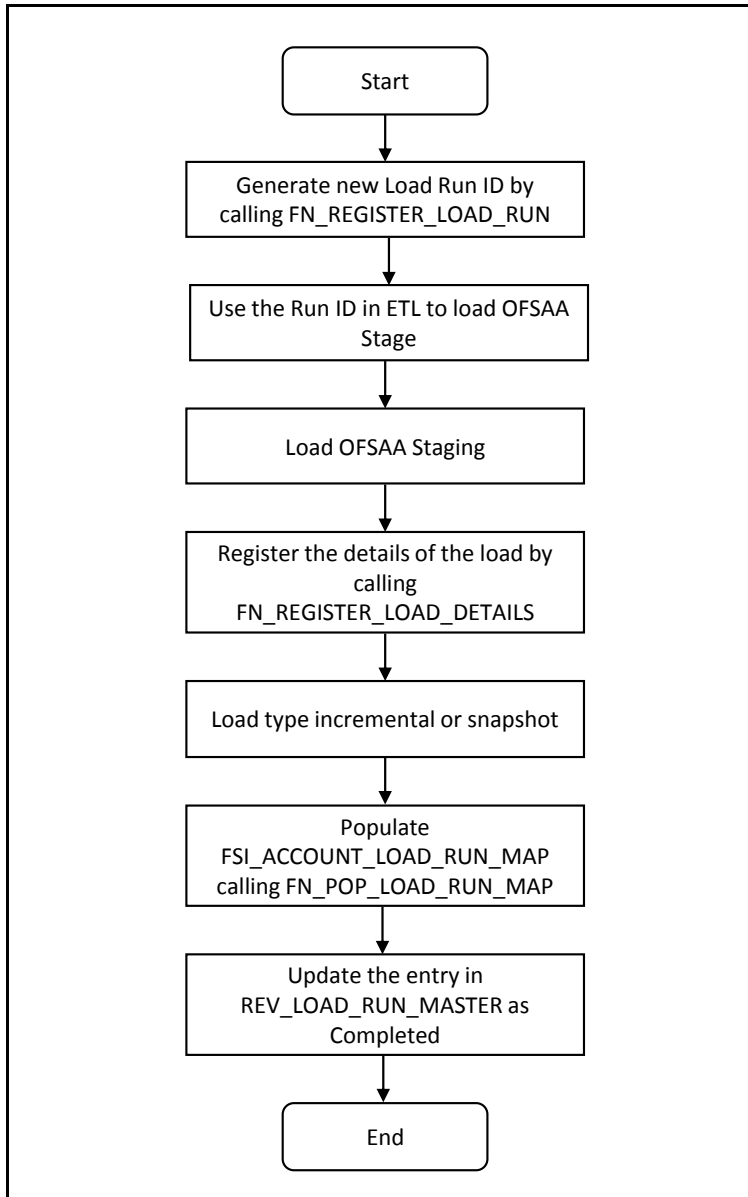 Start
Generate new Load Run ID by
calling FN_REGISTER_LOAD_RUN
Use the Run ID in ETL to load OFSAA
Stage
Load OFSAA Staging
Register the details of the load by
calling
FN_REGISTER_LOAD_DETAILS
Load type incremental or snapshot
Populate
FSI_ACCOUNT_LOAD_RUN_MAP
calling FN_POP_LOAD_RUN_MAP
Update the entry in
REV_LOAD_RUN_MASTER as
Completed
End